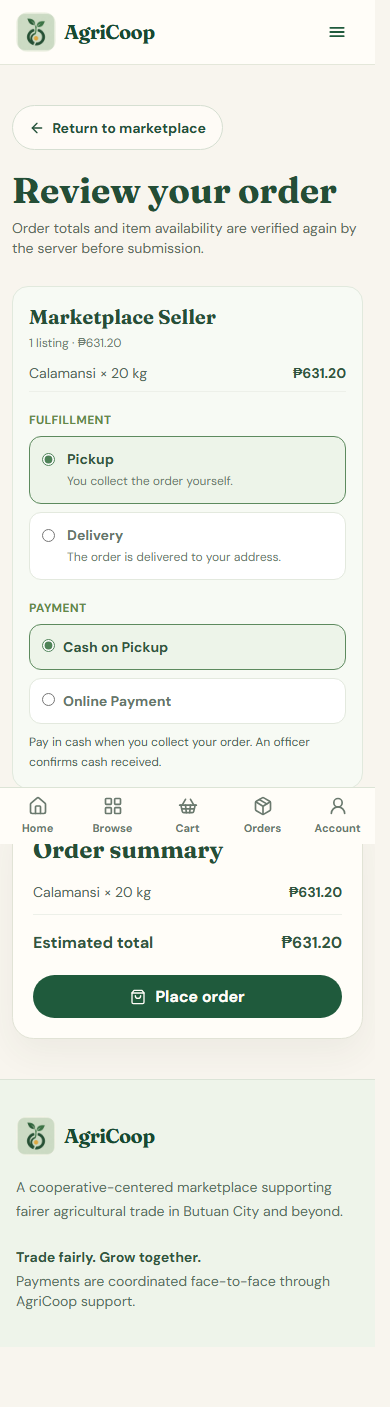 AgriCoop
Return to marketplace
Review your order
Order totals and item availability are verified again by
the server before submission.
Marketplace Seller
1 listing · ₱631.20
Calamansi × 20 kg ₱631.20
FULFILLMENT
Pickup
You collect the order yourself.
Delivery
The order is delivered to your address.
PAYMENT
Cash on Pickup
Online Payment
Pay in cash when you collect your order. An officer
confirms cash received.
Home Browse Cart Orders Account
Order summary
Calamansi × 20 kg ₱631.20
Estimated total ₱631.20
Place order
AgriCoop
A cooperative-centered marketplace supporting
fairer agricultural trade in Butuan City and beyond.
Trade fairly. Grow together.
Payments are coordinated face-to-face through
AgriCoop support.